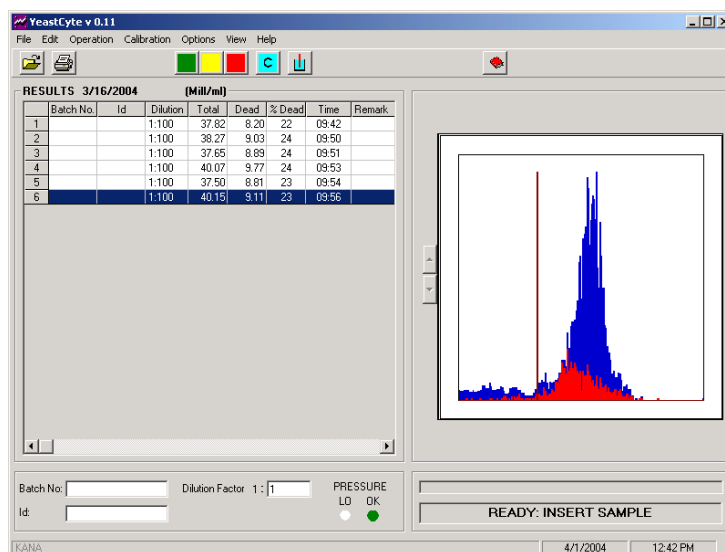 YeastCyte v 0.11
File Edit Operation Calibration Options View Help
C
RESULTS 3/16/2004 (Mill/ml)
Batch No. Id Dilution Total Dead % Dead Time Remark
1 1:100 37.82 8.20 22 09:42
2 1:100 38.27 9.03 24 09:50
3 1:100 37.65 8.89 24 09:51
4 1:100 40.07 9.77 24 09:53
5 1:100 37.50 8.81 23 09:54
6 1:100 40.15 9.11 23 09:56
Batch No: Dilution Factor 1 : 1 PRESSURE
LO OK
Id:
READY: INSERT SAMPLE
KANA 4/1/2004 12:42 PM